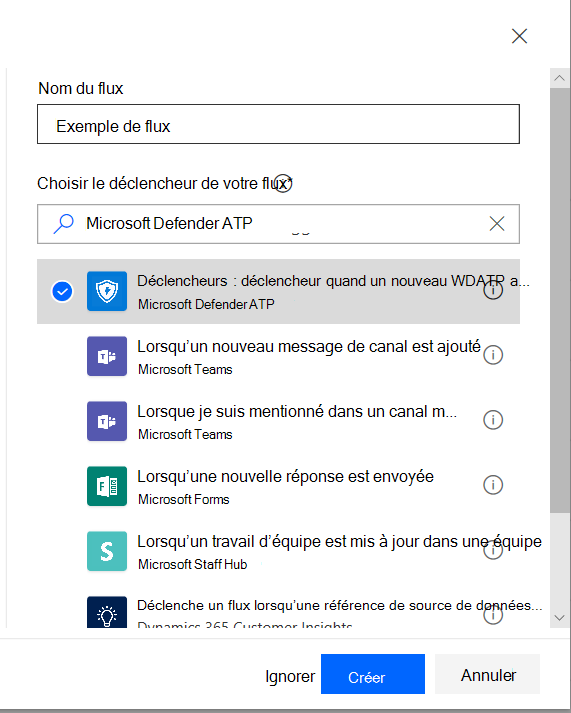 Nom du flux
Exemple de flux
Choisir le déclencheur de votre flux*
Microsoft Defender ATP
Déclencheurs : déclencheur quand un nouveau WDATP a...
Microsoft Defender ATP
Lorsqu’un nouveau message de canal est ajouté
Microsoft Teams
Lorsque je suis mentionné dans un canal m...
Microsoft Teams
Lorsqu’une nouvelle réponse est envoyée
Microsoft Forms
Lorsqu’un travail d’équipe est mis à jour dans une équipe
Microsoft Staff Hub
Déclenche un flux lorsqu’une référence de source de données...
Dynamics 365 Customer Insights
Ignorer
Créer
Annuler